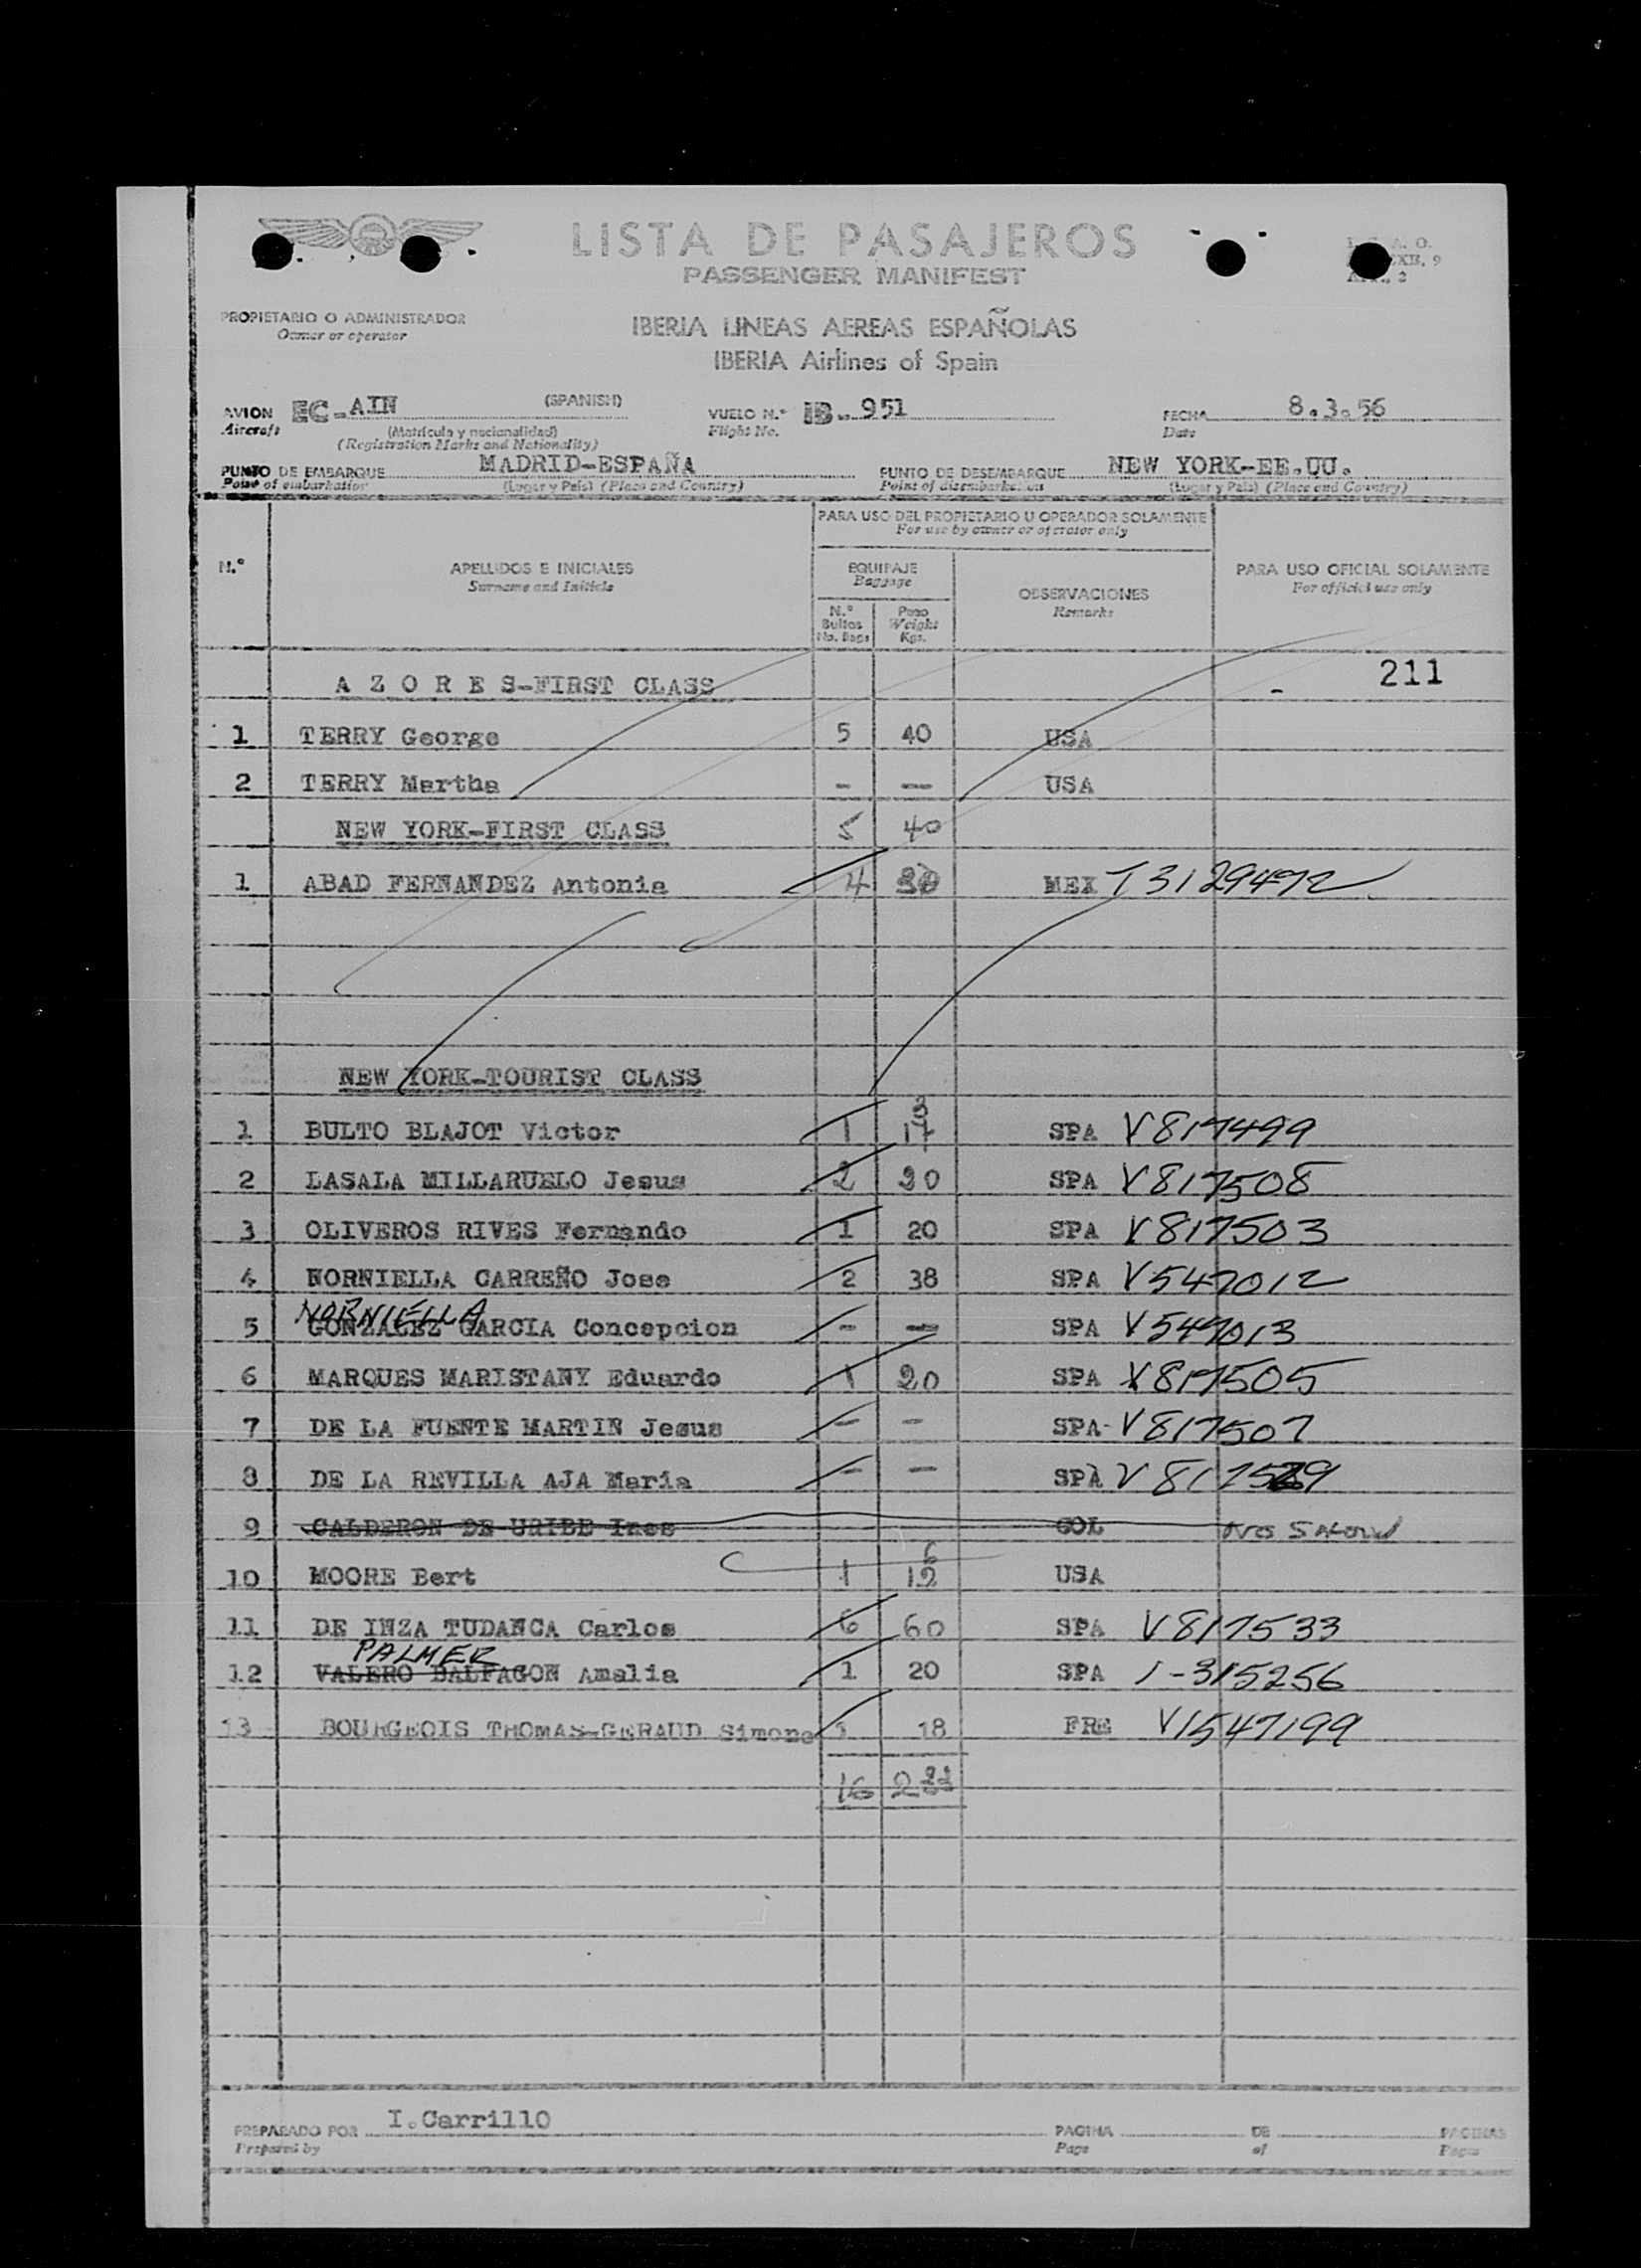 LISTA DE PASAJEROS
PASSENGER MANIFEST
A. O.
9
2
PROPIETARIO O ADMINISTRADOR
Owner or operator
IBERIA LINEAS AEREAS ESPAÑOLAS
IBERIA Airlines of Spain
AVION EC-AIN (SPANISH) VUELO N.° IB-951 FECHA 8.3.56
Aircraft (Matrícula y nacionalidad) Flight No. Date
(Registration Marks and Nationality)
PUNTO DE EMBARQUE MADRID-ESPAÑA PUNTO DE DESEMBARQUE NEW YORK-EE.UU.
Point of embarkation (Lugar y País) (Place and Country) Point of disembarkation (Lugar y País) (Place and Country)
PARA USO DEL PROPIETARIO U OPERADOR SOLAMENTE
For use by owner or operator only
N.° APELLIDOS E INICIALES EQUIPAJE OBSERVACIONES PARA USO OFICIAL SOLAMENTE
Surname and Initials Baggage Remarks For official use only
N.° Peso
Bultos Weight
No. Bags Kgs.
A Z O R E S-FIRST CLASS - 211
1 TERRY George 5 40 USA
2 TERRY Martha - - USA
NEW YORK-FIRST CLASS 5 40
1 ABAD FERNANDEZ Antonia 4 MEX T3129472
NEW YORK-TOURIST CLASS
3
1 BULTO BLAJOT Victor 1 17 SPA V817499
2 LASALA MILLARUELO Jesus 2 20 SPA V817508
3 OLIVEROS RIVES Fernando 1 20 SPA V817503
4 NORNIELLA CARREÑO Jose 2 38 SPA V547012
NORNIELLA
5 GONZALEZ GARCIA Concepcion - - SPA V547013
6 MARQUES MARISTANY Eduardo 1 20 SPA V817505
7 DE LA FUENTE MARTIN Jesus - - SPA- V817507
8 DE LA REVILLA AJA Maria - - SPA
9 CALDERON DE URIBE Ines COL
6
10 MOORE Bert 1 12 USA
11 DE INZA TUDANCA Carlos 6 60 SPA V817533
PALMER
12 VALERO BALFAGON Amalia 1 20 SPA 1-315256
13 BOURGEOIS THOMAS-GERAUD Simone 1 18 FRE V1547199
16
PREPARADO POR I.Carrillo PAGINA DE PAGINAS
Prepared by Page of Pages